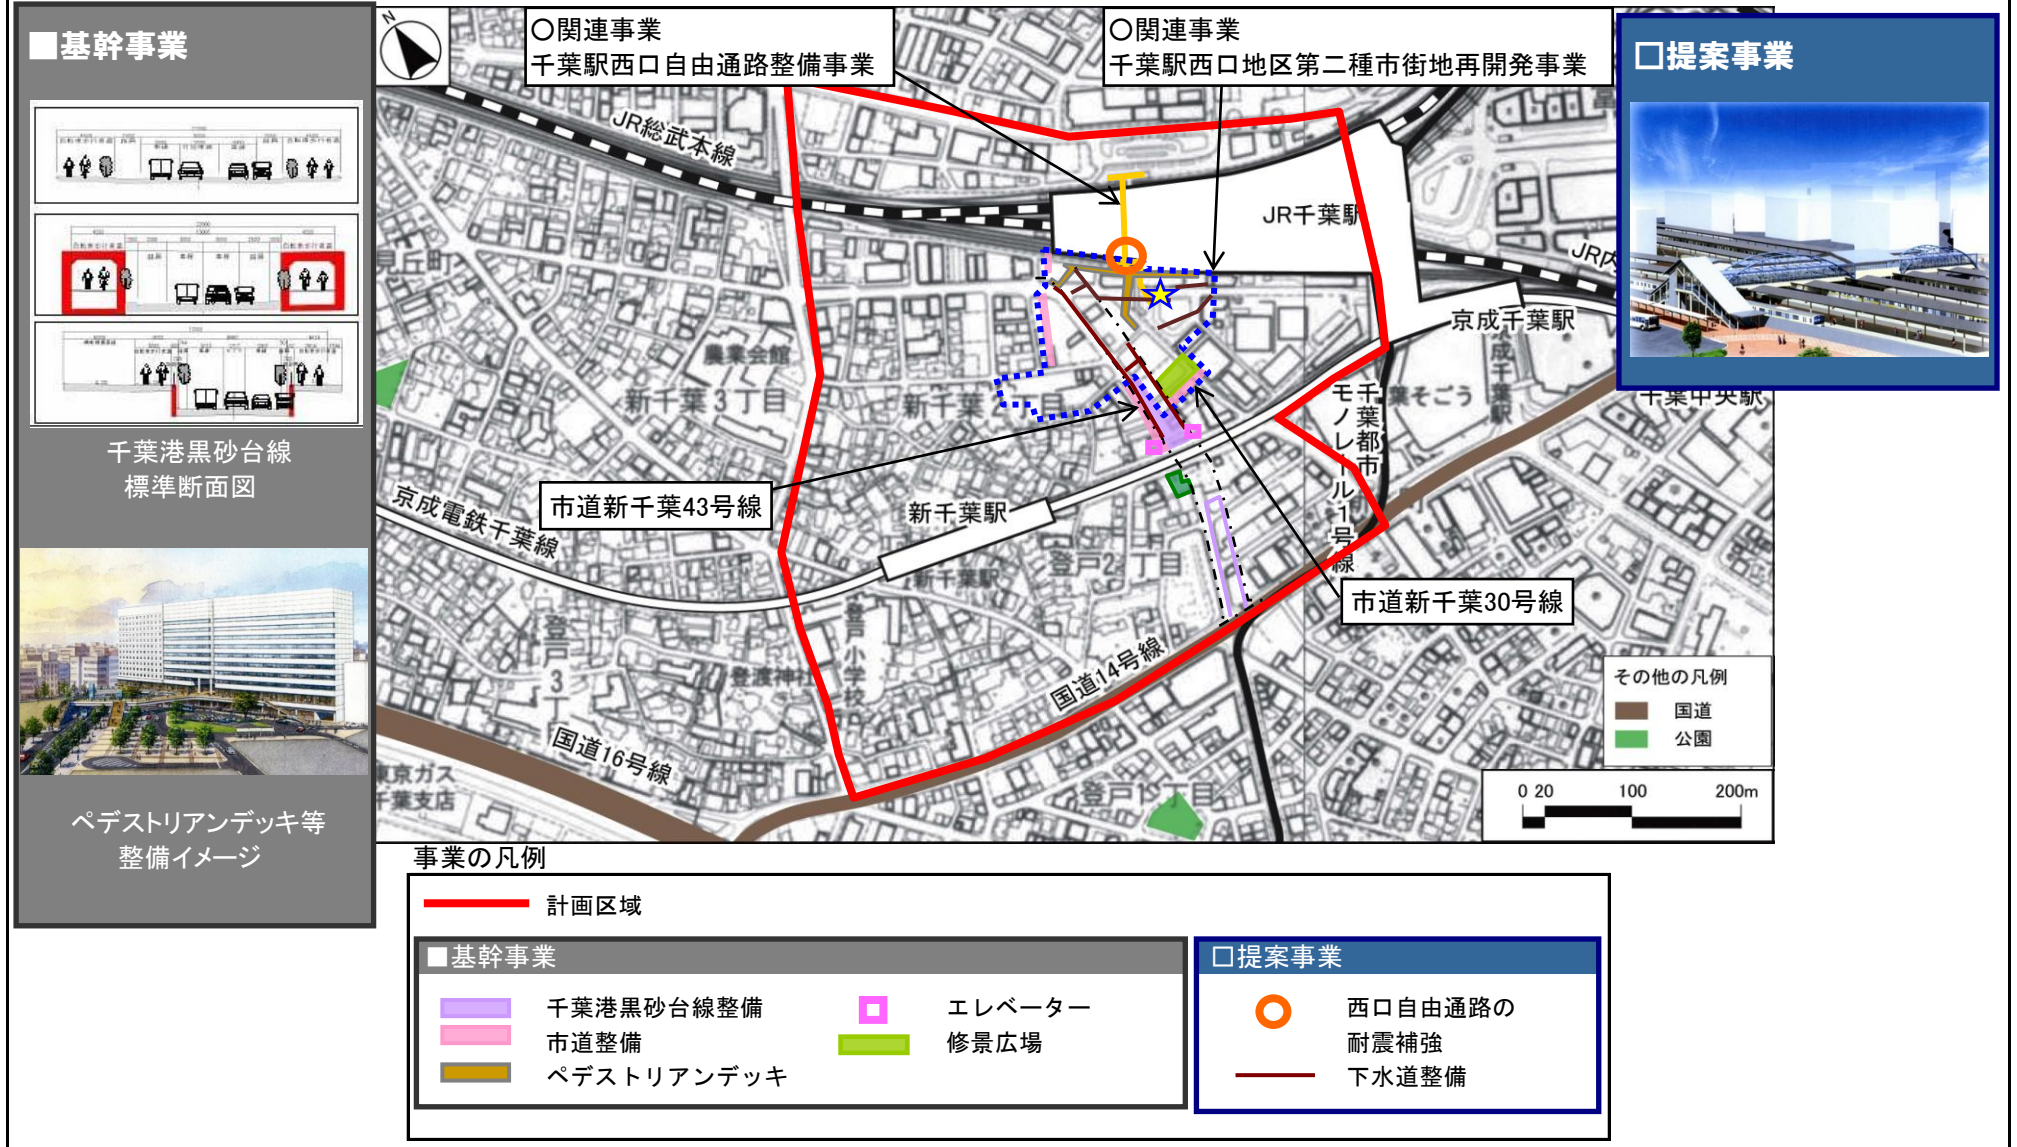 ■基幹事業
千葉港黒砂台線
標準断面図
ペデストリアンデッキ等
整備イメージ
N
○関連事業
千葉駅西口自由通路整備事業
○関連事業
千葉駅西口地区第二種市街地再開発事業
□提案事業
JR総武本線
JR千葉駅
JR内
京成千葉駅
京成千葉駅
農業会館
新千葉3丁目
新千葉2丁目
葉そごう
千葉中央駅
千葉都市
モノレール1号線
市道新千葉43号線
京成電鉄千葉線
新千葉駅
新千葉駅
登戸2丁目
市道新千葉30号線
登戸3丁
登渡神社
登戸小学校
国道14号線
国道16号線
東京ガス
千葉支店
登戸1丁目
その他の凡例
国道
公園
0 20 100 200m
事業の凡例
計画区域
■基幹事業
千葉港黒砂台線整備
市道整備
ペデストリアンデッキ
エレベーター
修景広場
□提案事業
西口自由通路の
耐震補強
下水道整備